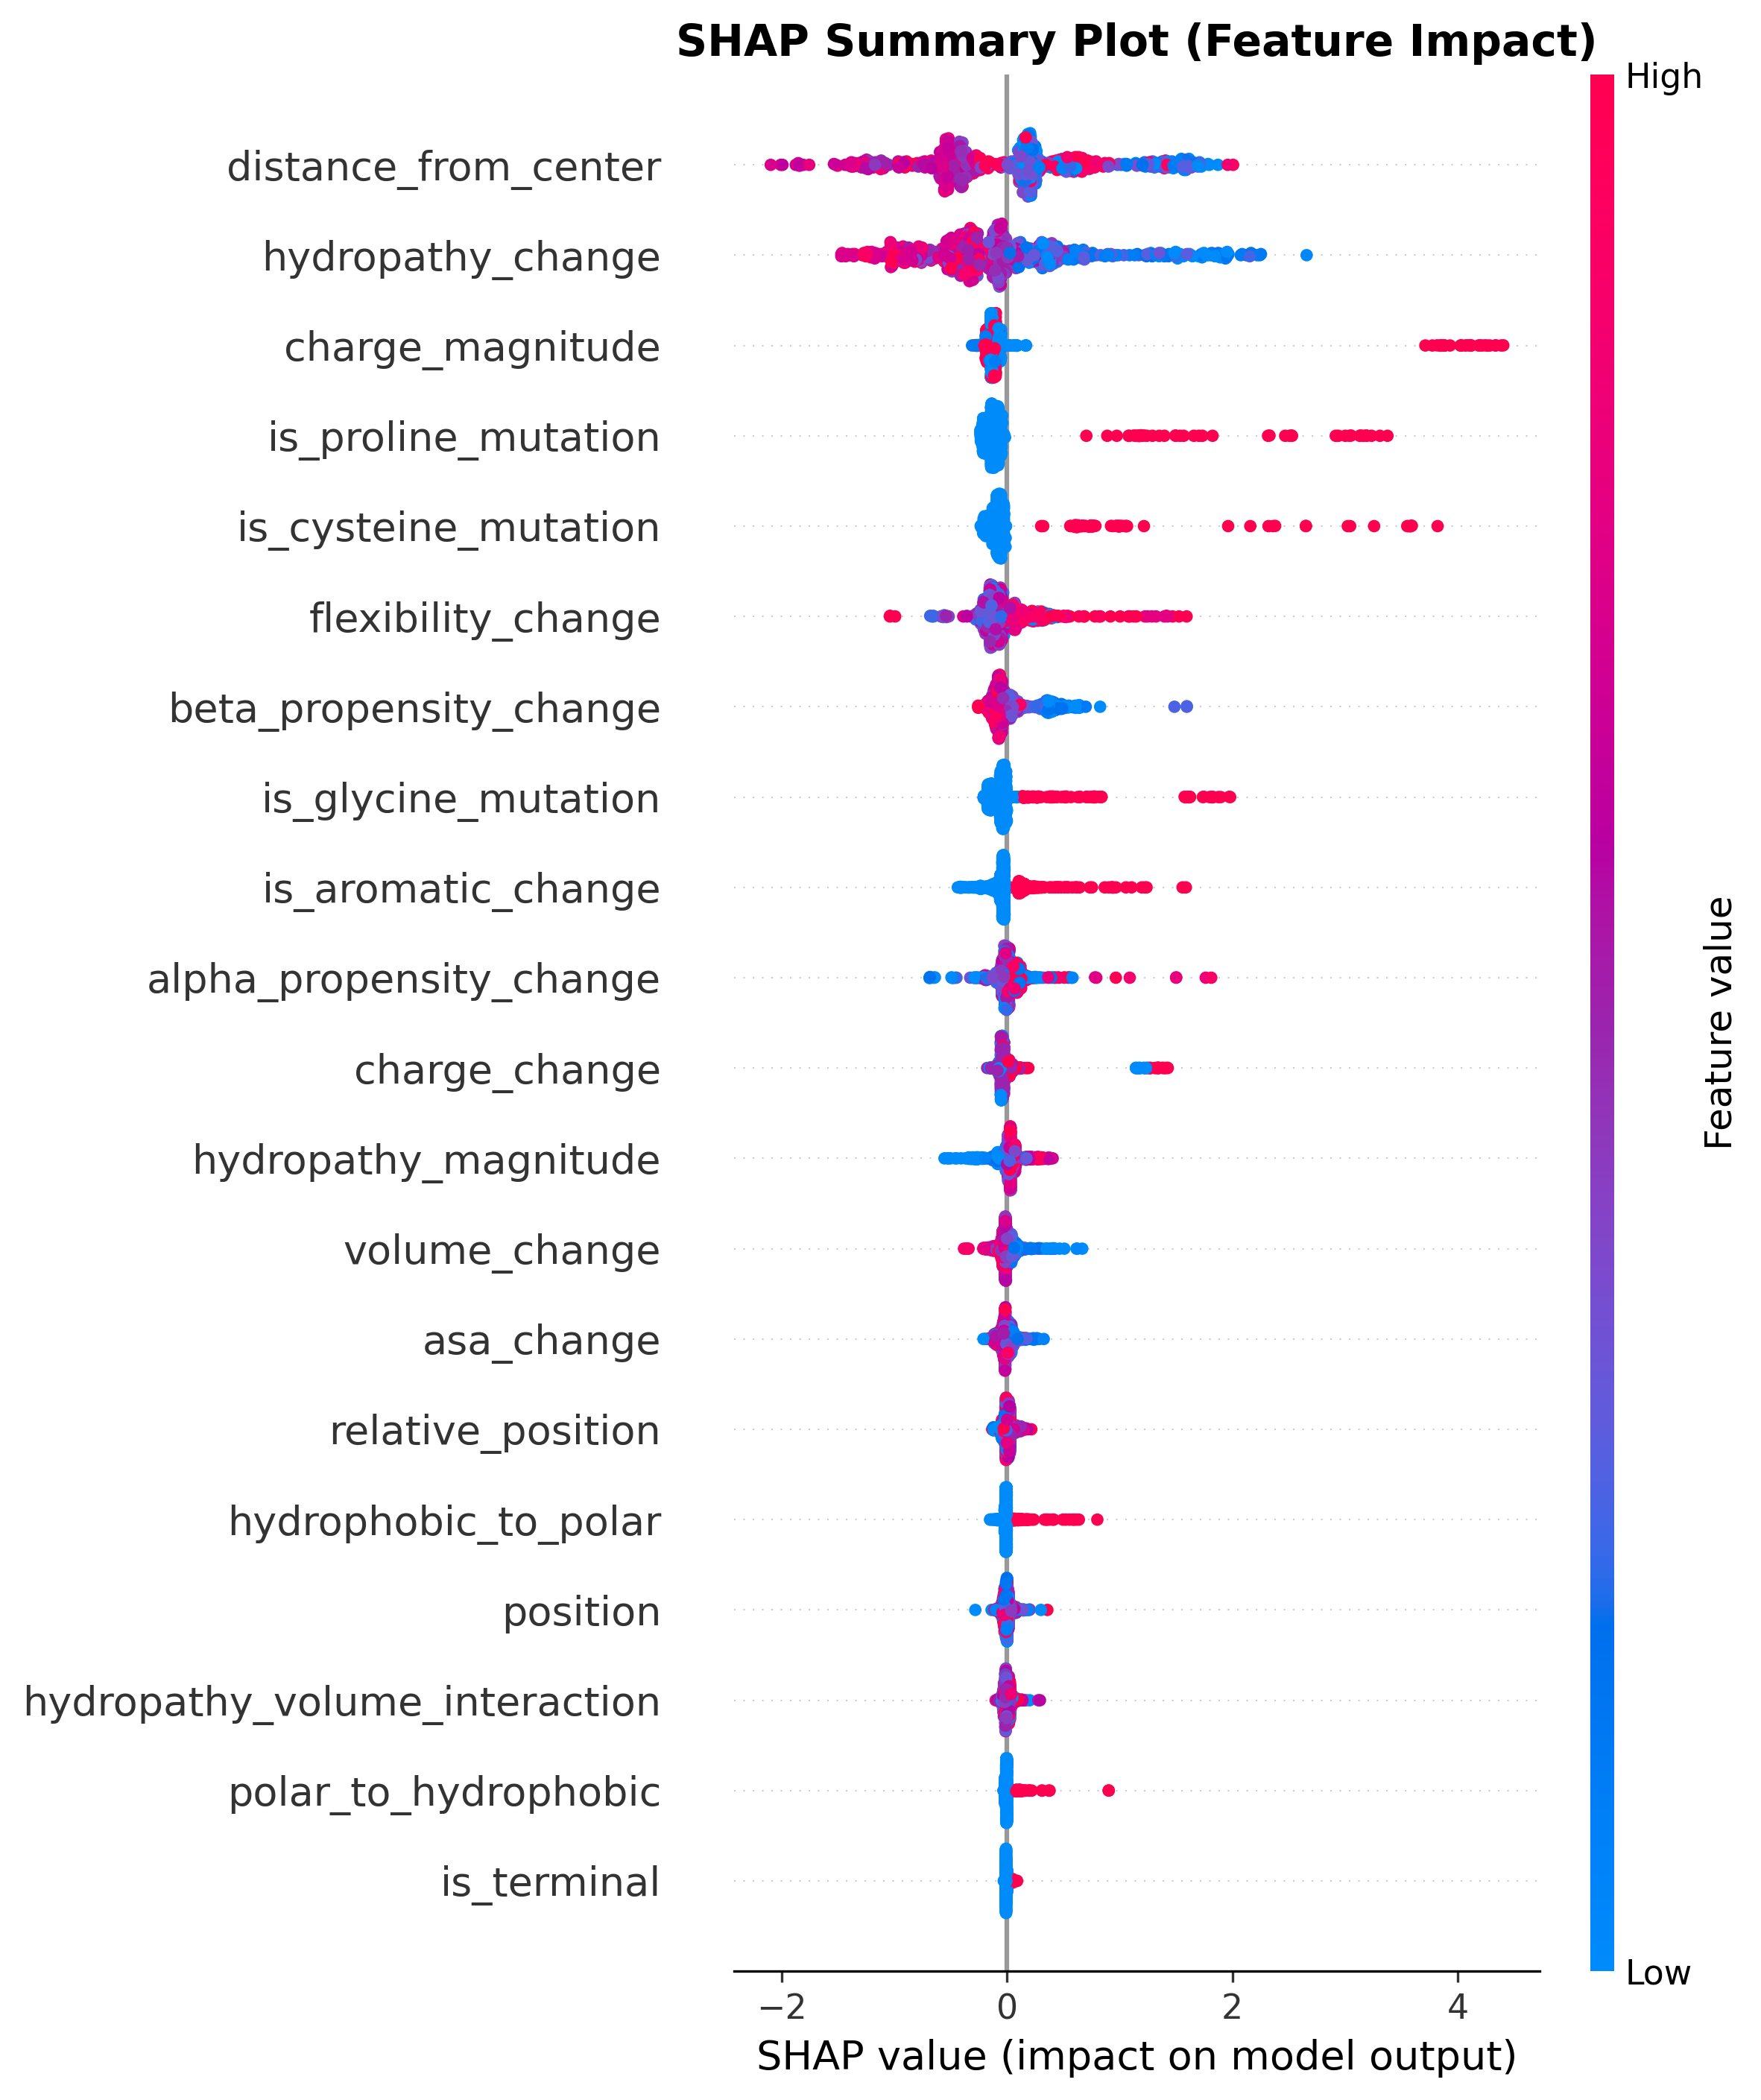 SHAP Summary Plot (Feature Impact)
High
distance_from_center
hydropathy_change
charge_magnitude
is_proline_mutation
is_cysteine_mutation
flexibility_change
beta_propensity_change
is_glycine_mutation
is_aromatic_change
alpha_propensity_change
charge_change
hydropathy_magnitude
volume_change
asa_change
relative_position
hydrophobic_to_polar
position
hydropathy_volume_interaction
polar_to_hydrophobic
is_terminal
Feature value
Low
−2 0 2 4
SHAP value (impact on model output)